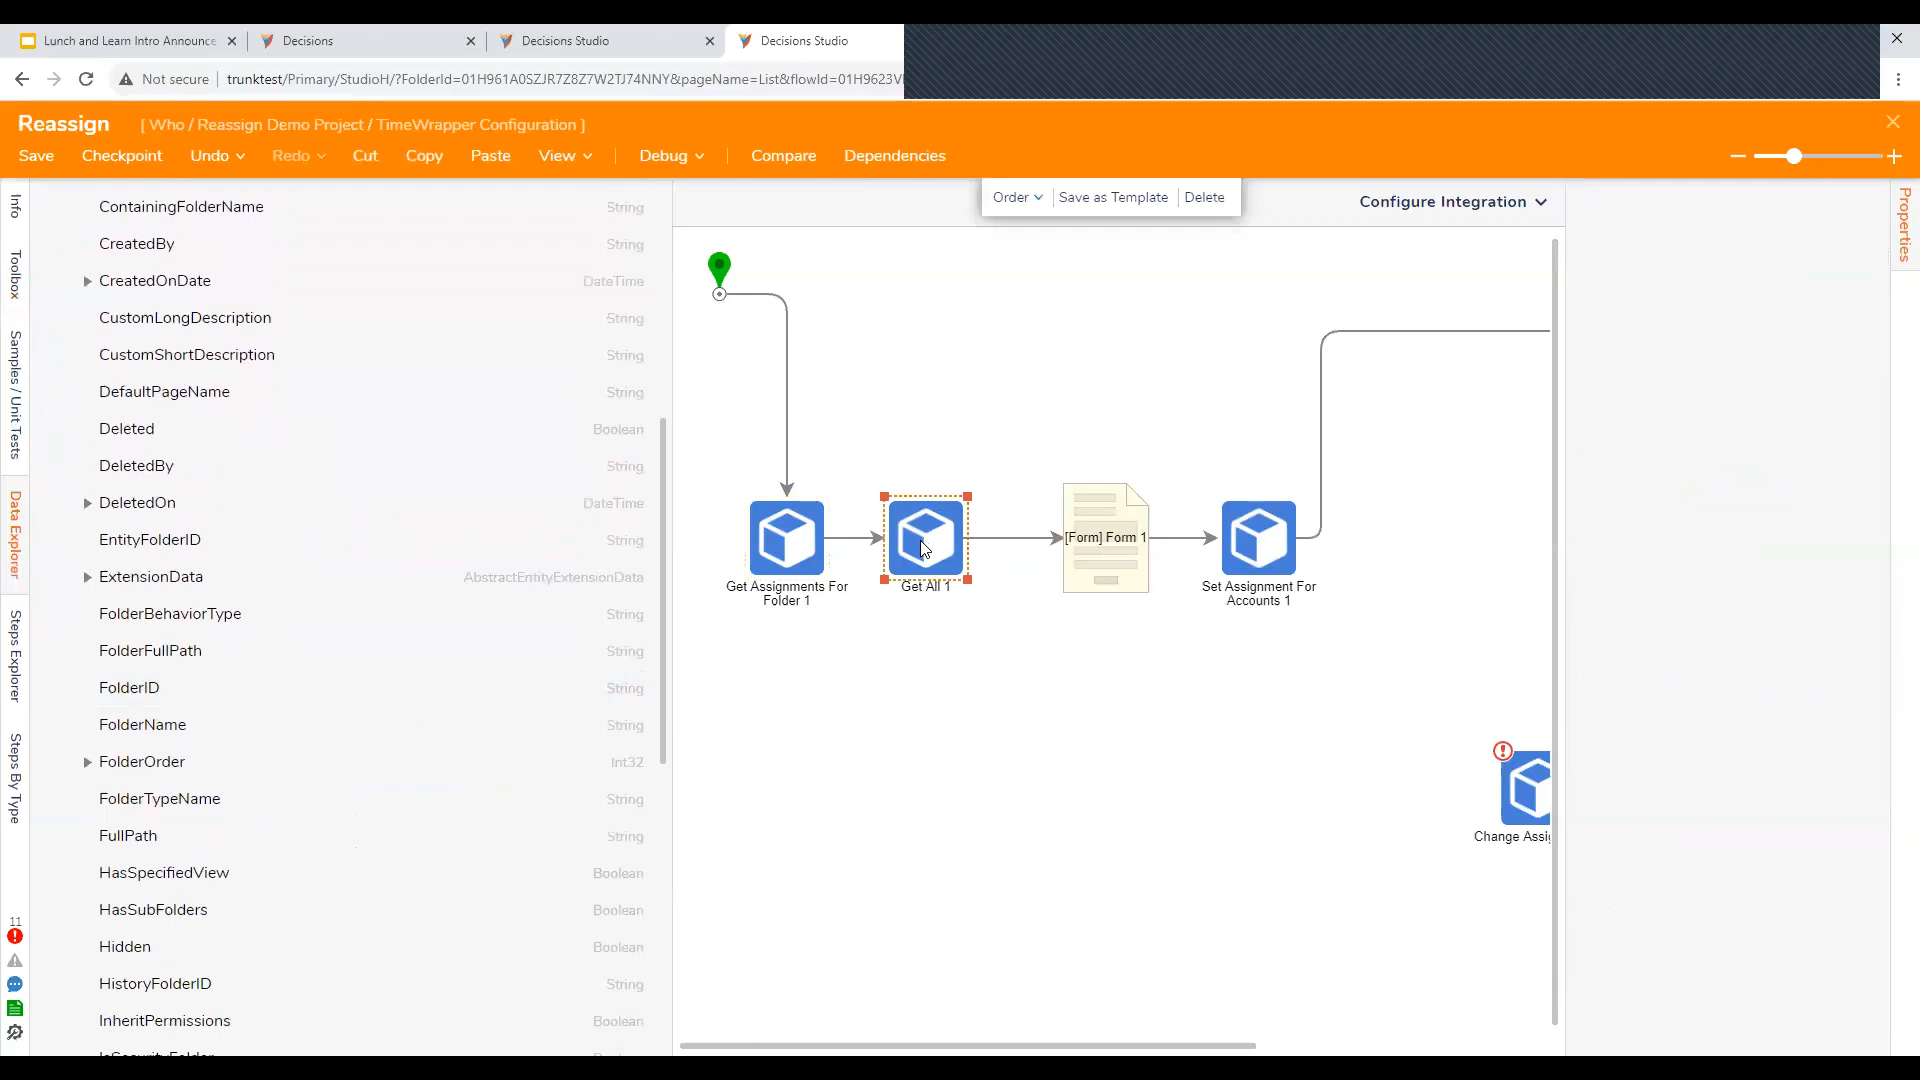 Lunch and Learn Intro Announce
Decisions
Decisions Studio
Decisions Studio
Not secure
trunktest/Primary/StudioH/?FolderId=01H961A0SZJR7Z8Z7W2TJ74NNY&pageName=List&flowId=01H9623V
Reassign
[ Who / Reassign Demo Project / TimeWrapper Configuration ]
Save
Checkpoint
Undo
Redo
Cut
Copy
Paste
View
Debug
Compare
Dependencies
Order
Save as Template
Delete
Configure Integration
Properties
Info
Toolbox
Samples / Unit Tests
Data Explorer
Steps Explorer
Steps By Type
11
ContainingFolderName String
CreatedBy String
CreatedOnDate DateTime
CustomLongDescription String
CustomShortDescription String
DefaultPageName String
Deleted Boolean
DeletedBy String
DeletedOn DateTime
EntityFolderID String
ExtensionData AbstractEntityExtensionData
FolderBehaviorType String
FolderFullPath String
FolderID String
FolderName String
FolderOrder Int32
FolderTypeName String
FullPath String
HasSpecifiedView Boolean
HasSubFolders Boolean
Hidden Boolean
HistoryFolderID String
InheritPermissions Boolean
Get Assignments For
Folder 1
Get All 1
[Form] Form 1
Set Assignment For
Accounts 1
Change Assi